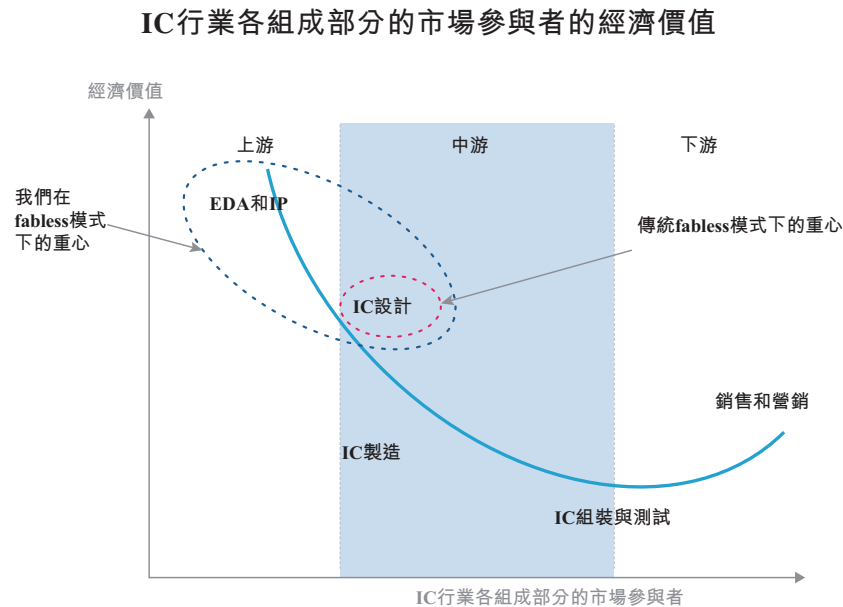 IC行業各組成部分的市場參與者的經濟價值
經濟價值
上游
中游
下游
我們在
fabless模式
下的重心
EDA和IP
傳統fabless模式下的重心
IC設計
銷售和營銷
IC製造
IC組裝與測試
IC行業各組成部分的市場參與者